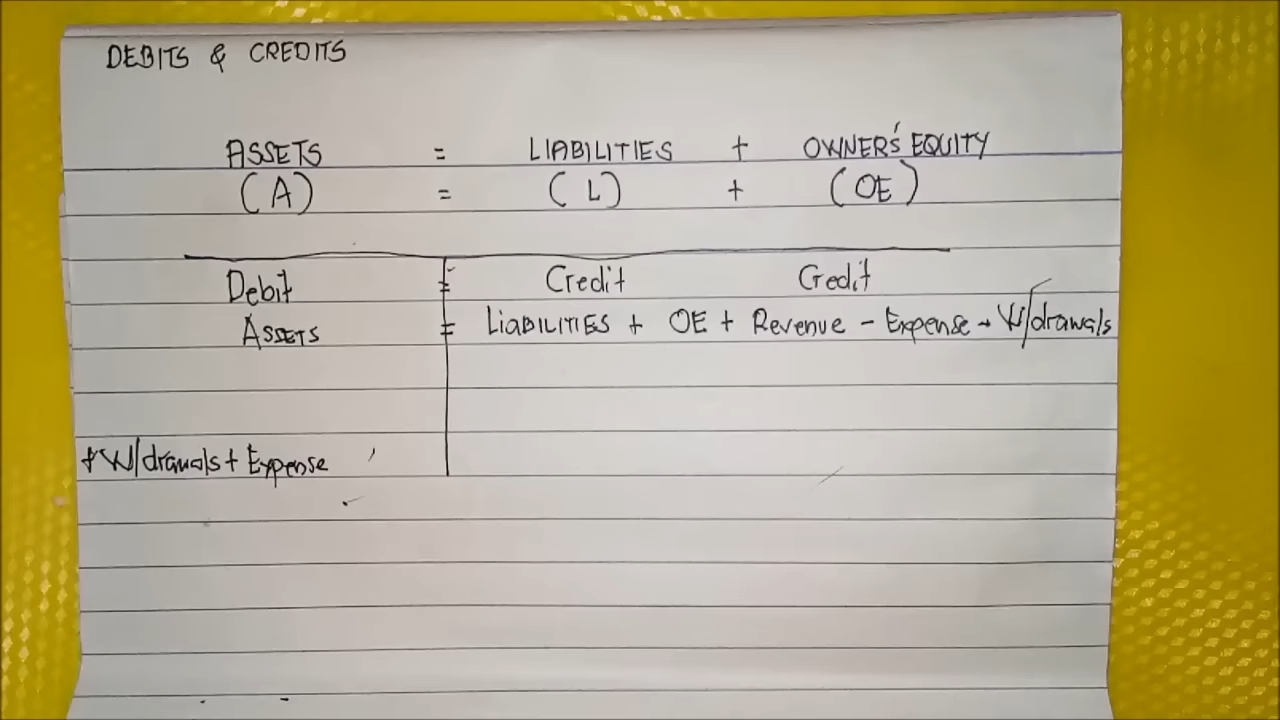 DEBITS & CREDITS
ASSETS = LIABILITIES + OWNER'S EQUITY
(A) = (L) + (OE)
Debit = Credit Credit
ASSETS = LIABILITIES + OE + Revenue - Expense - W/drawals
+ W/drawals + Expense